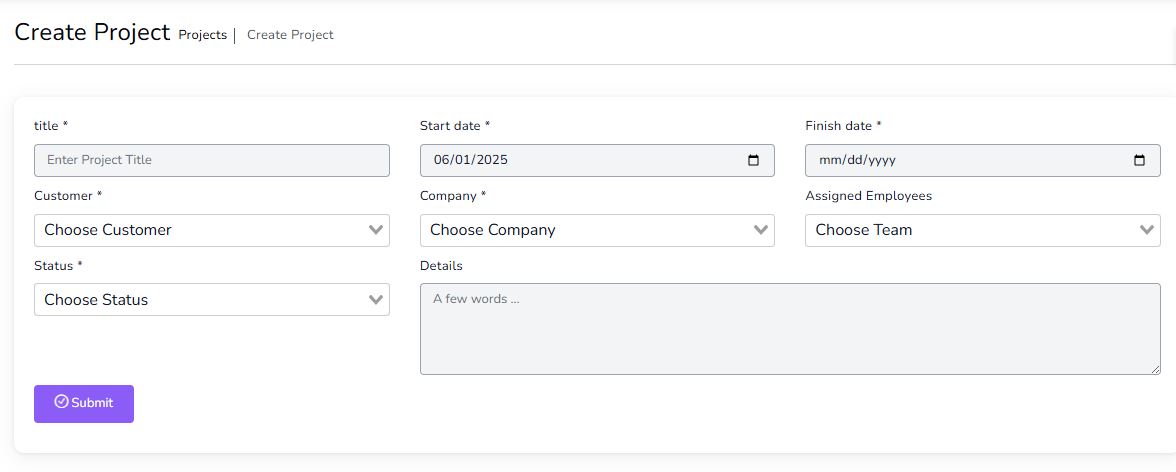 Create Project Projects | Create Project
title * Start date * Finish date *
Enter Project Title 06/01/2025 mm/dd/yyyy
Customer * Company * Assigned Employees
Choose Customer Choose Company Choose Team
Status * Details
Choose Status A few words ...
Submit